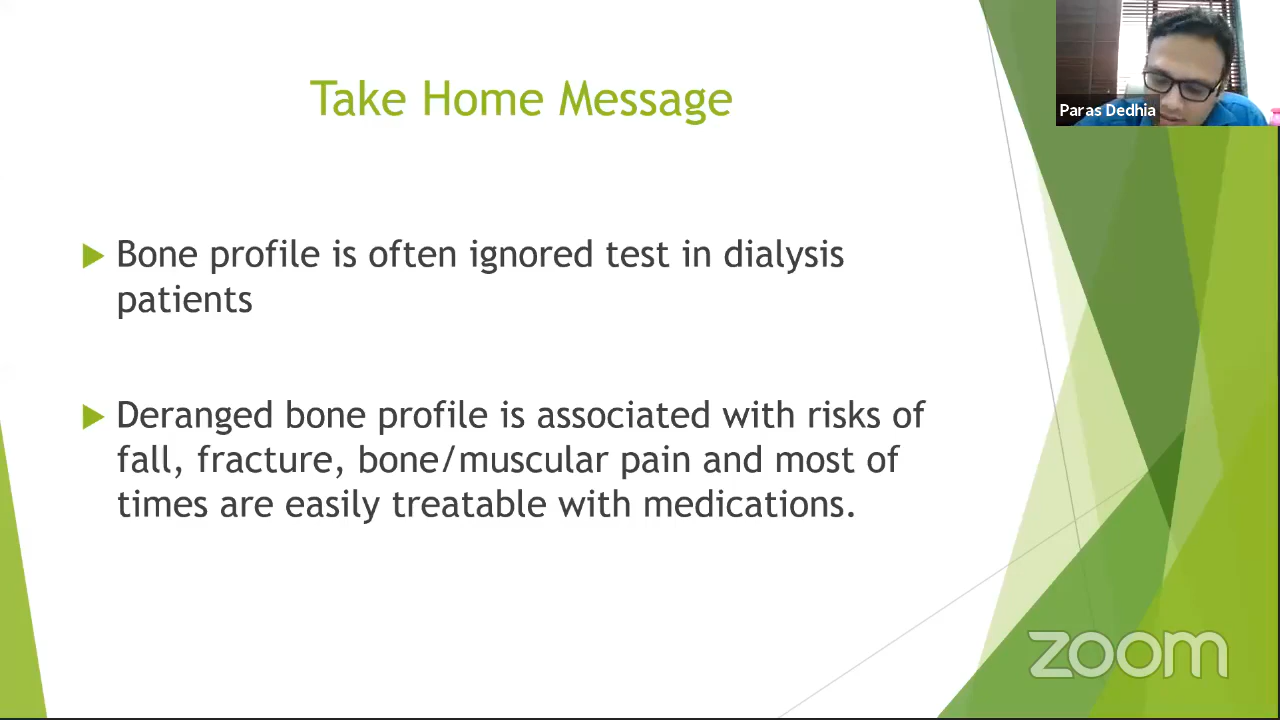 Take Home Message
Paras Dedhia
Bone profile is often ignored test in dialysis
patients
Deranged bone profile is associated with risks of
fall, fracture, bone/muscular pain and most of
times are easily treatable with medications.
zoom